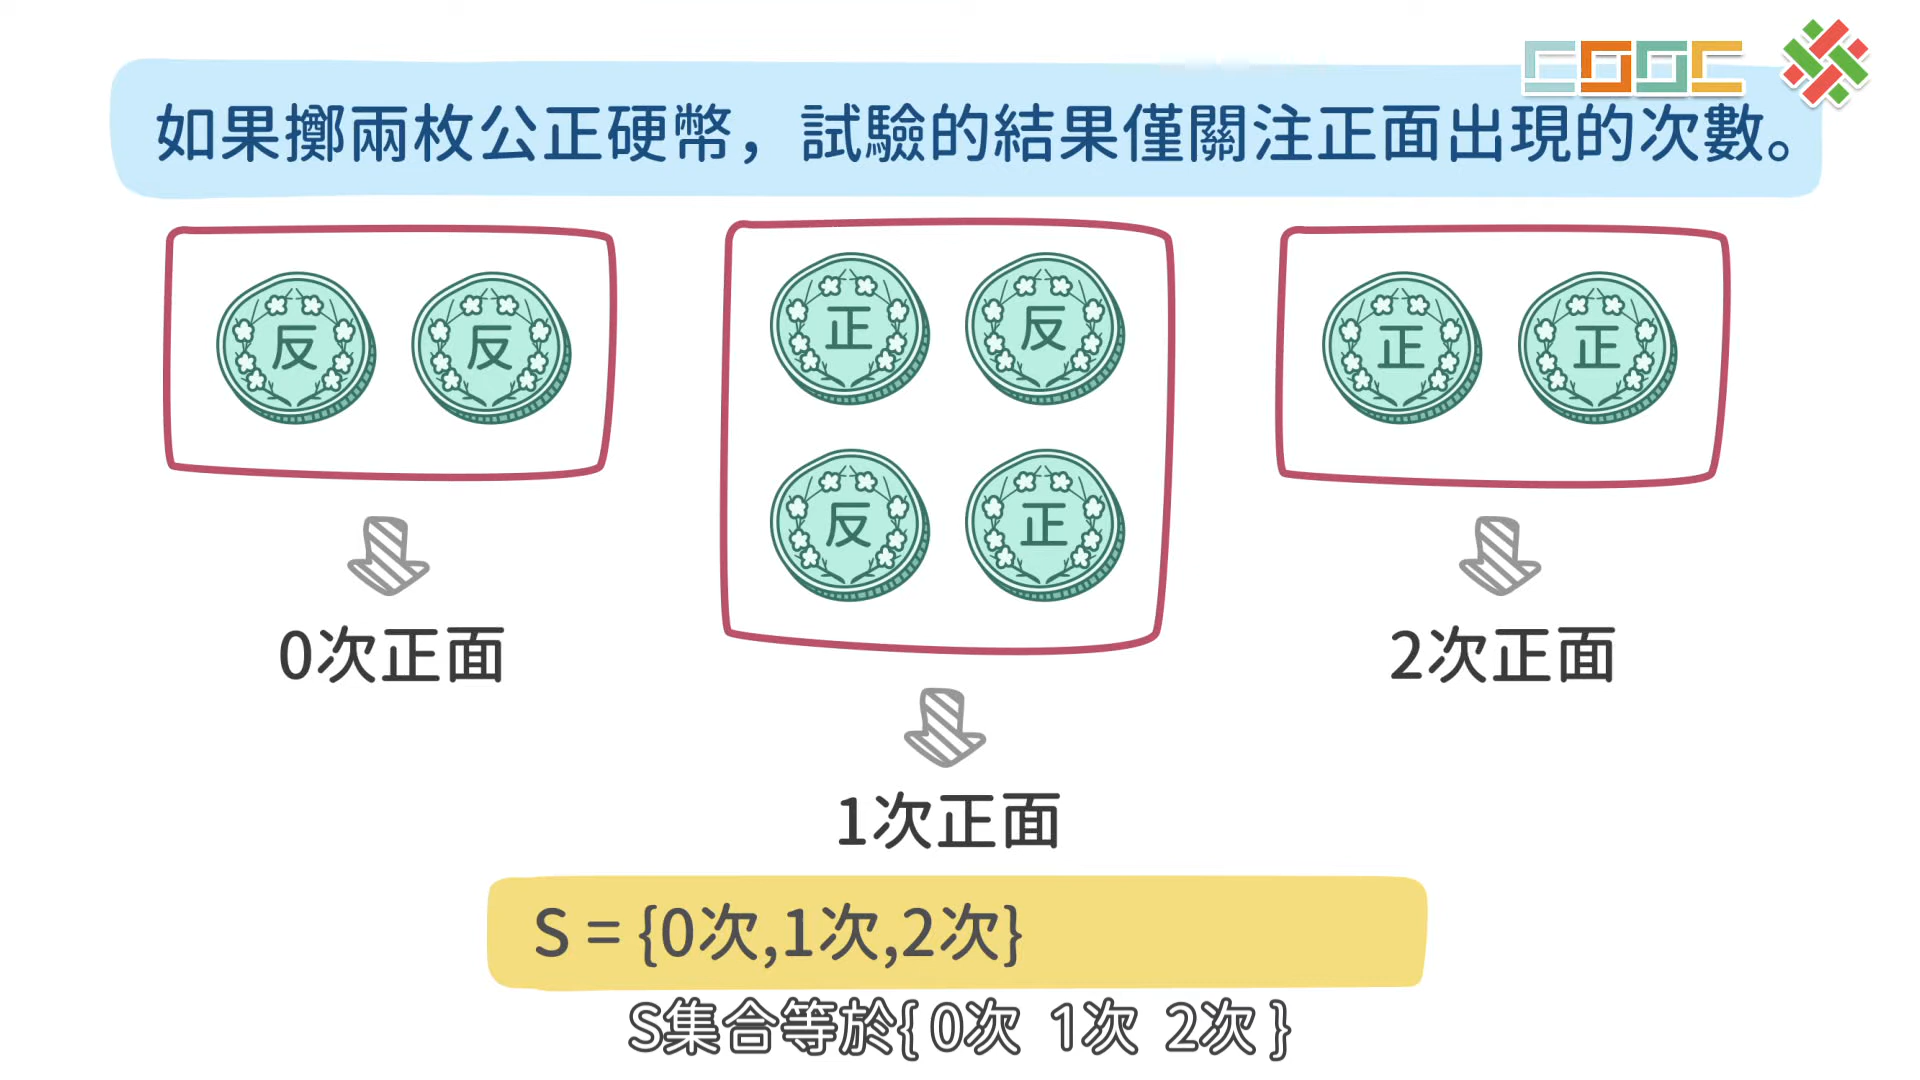 COOC
如果擲兩枚公正硬幣，試驗的結果僅關注正面出現的次數。
反 反
正 反
反 正
正 正
0次正面
1次正面
2次正面
S = {0次,1次,2次}
S集合等於{ 0次 1次 2次 }